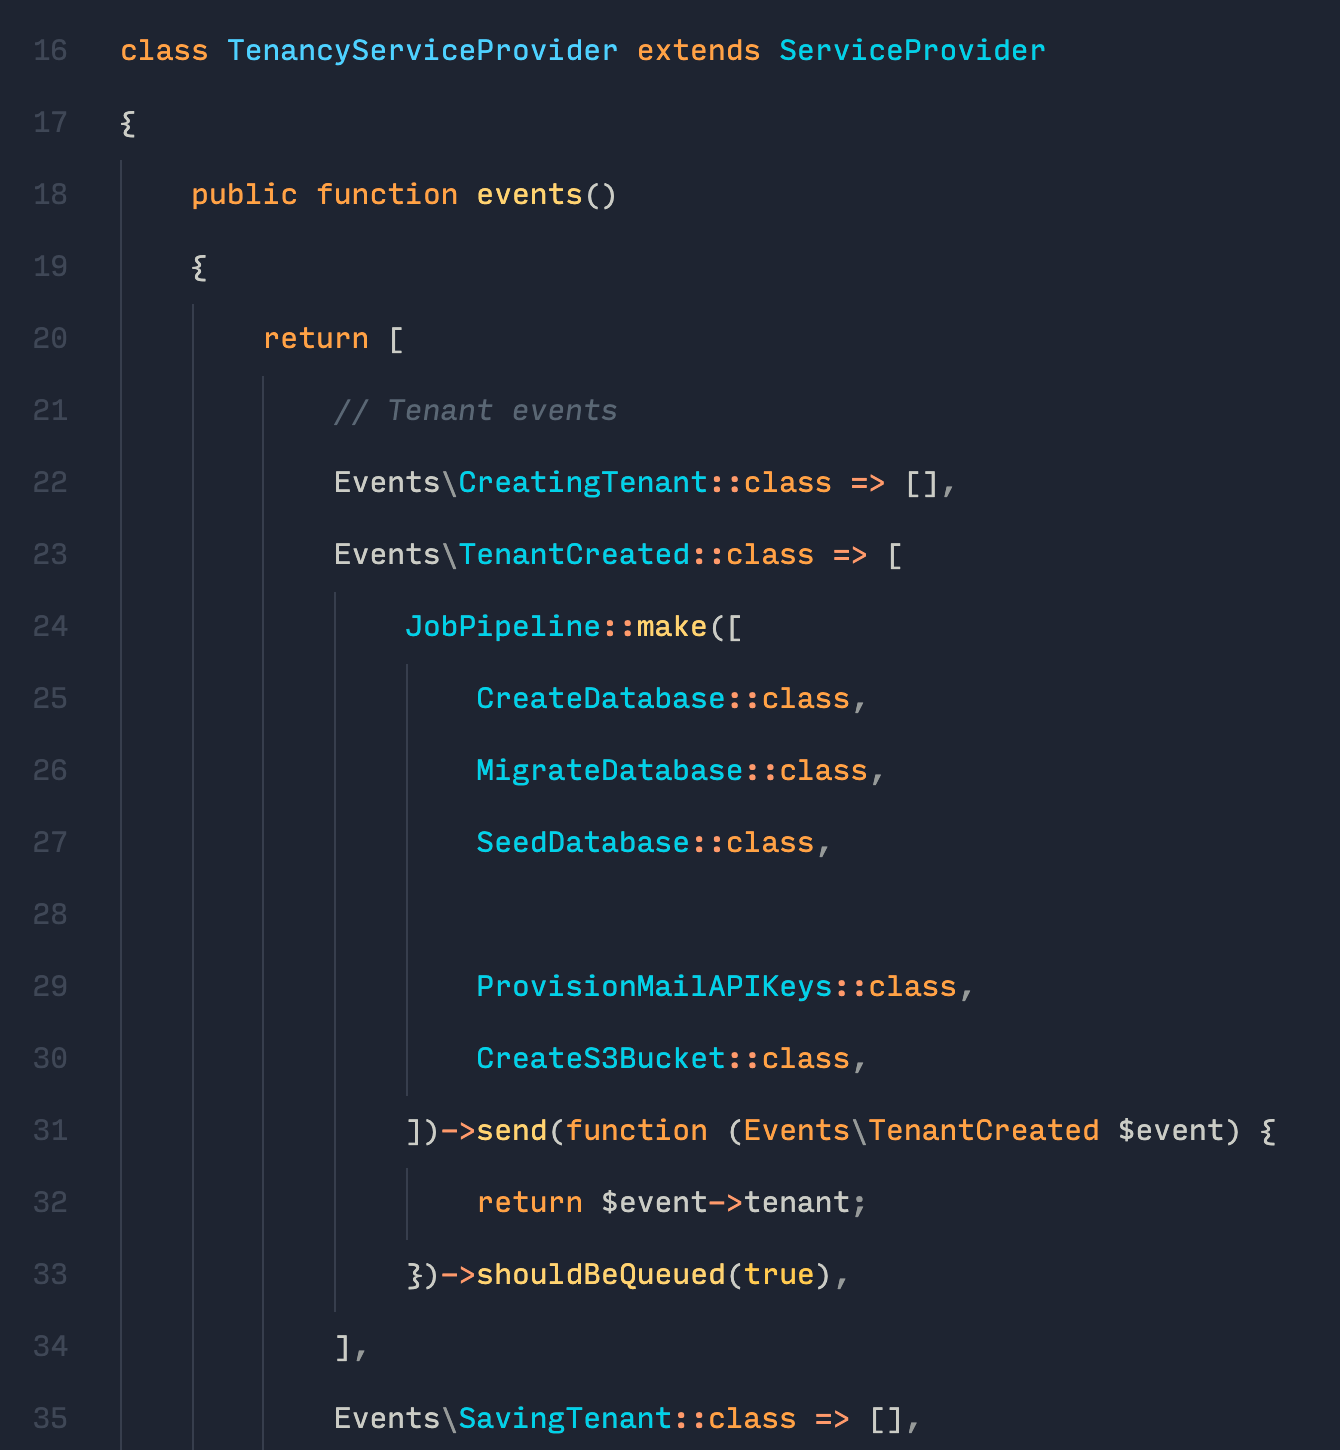 16 class TenancyServiceProvider extends ServiceProvider
17 {
18     public function events()
19     {
20         return [
21             // Tenant events
22             Events\CreatingTenant::class => [],
23             Events\TenantCreated::class => [
24                 JobPipeline::make([
25                     CreateDatabase::class,
26                     MigrateDatabase::class,
27                     SeedDatabase::class,
28
29                     ProvisionMailAPIKeys::class,
30                     CreateS3Bucket::class,
31                 ])->send(function (Events\TenantCreated $event) {
32                     return $event->tenant;
33                 })->shouldBeQueued(true),
34             ],
35             Events\SavingTenant::class => [],